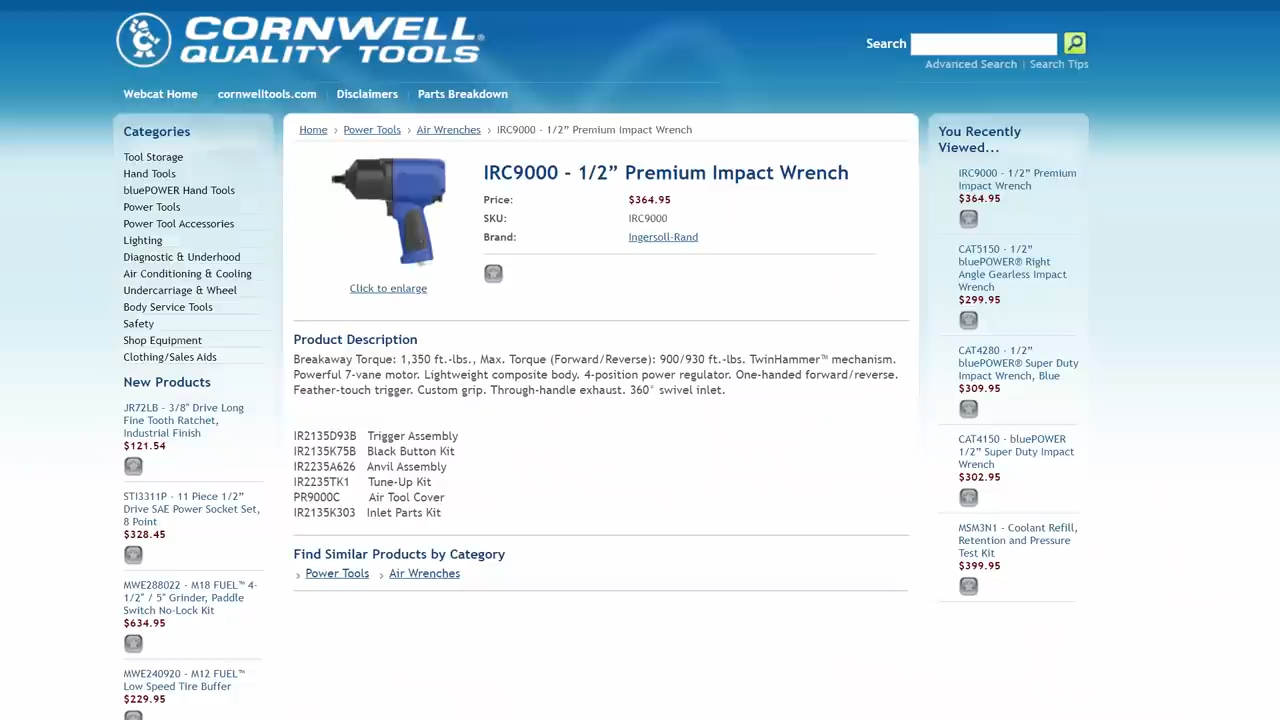 CORNWELL
QUALITY TOOLS®
Search
Advanced Search | Search Tips
Webcat Home | cornwelltools.com | Disclaimers | Parts Breakdown
Categories
Tool Storage
Hand Tools
bluePOWER Hand Tools
Power Tools
Power Tool Accessories
Lighting
Diagnostic & Underhood
Air Conditioning & Cooling
Undercarriage & Wheel
Body Service Tools
Safety
Shop Equipment
Clothing/Sales Aids
New Products
JR72LB - 3/8" Drive Long
Fine Tooth Ratchet,
Industrial Finish
$121.54
STI3311P - 11 Piece 1/2”
Drive SAE Power Socket Set,
8 Point
$328.45
MWE288022 - M18 FUEL™ 4-
1/2" / 5" Grinder, Paddle
Switch No-Lock Kit
$634.95
MWE240920 - M12 FUEL™
Low Speed Tire Buffer
$229.95
Home › Power Tools › Air Wrenches › IRC9000 - 1/2” Premium Impact Wrench
Click to enlarge
IRC9000 - 1/2” Premium Impact Wrench
Price: $364.95
SKU: IRC9000
Brand: Ingersoll-Rand
Product Description
Breakaway Torque: 1,350 ft.-lbs., Max. Torque (Forward/Reverse): 900/930 ft.-lbs. TwinHammer™ mechanism.
Powerful 7-vane motor. Lightweight composite body. 4-position power regulator. One-handed forward/reverse.
Feather-touch trigger. Custom grip. Through-handle exhaust. 360° swivel inlet.
IR2135D93B Trigger Assembly
IR2135K75B Black Button Kit
IR2235A626 Anvil Assembly
IR2235TK1 Tune-Up Kit
PR9000C Air Tool Cover
IR2135K303 Inlet Parts Kit
Find Similar Products by Category
› Power Tools › Air Wrenches
You Recently
Viewed...
IRC9000 - 1/2” Premium
Impact Wrench
$364.95
CAT5150 - 1/2”
bluePOWER® Right
Angle Gearless Impact
Wrench
$299.95
CAT4280 - 1/2”
bluePOWER® Super Duty
Impact Wrench, Blue
$309.95
CAT4150 - bluePOWER
1/2” Super Duty Impact
Wrench
$302.95
MSM3N1 - Coolant Refill,
Retention and Pressure
Test Kit
$399.95